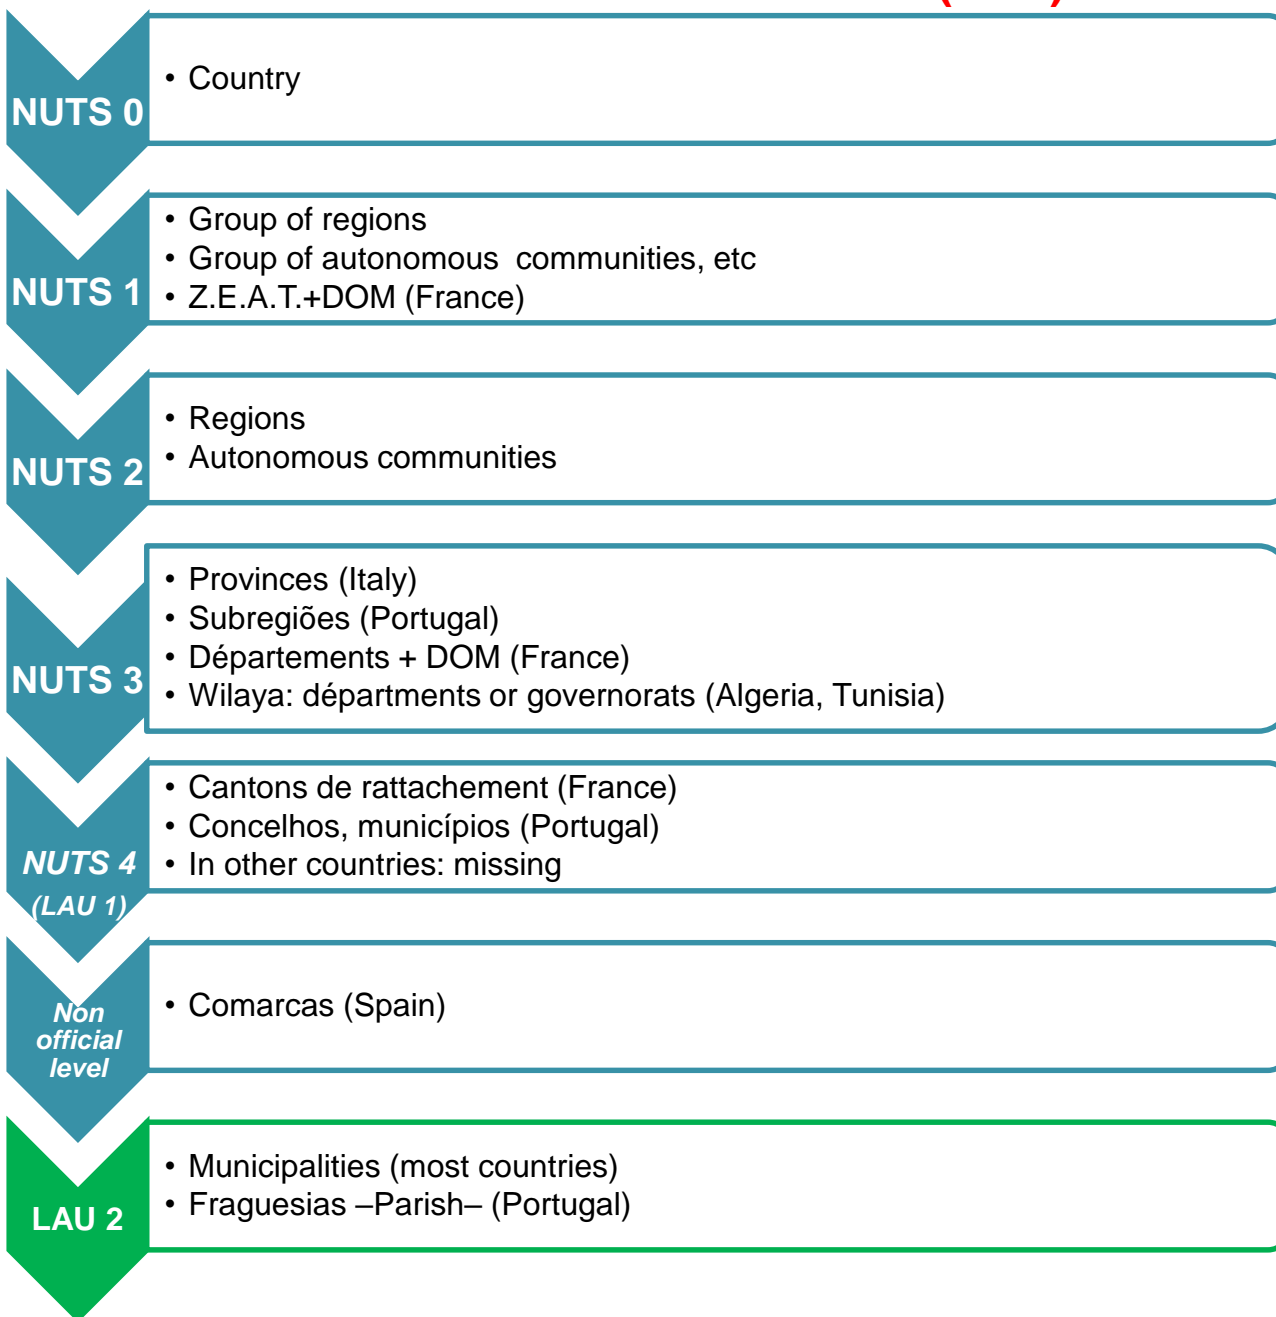 NUTS 0
• Country
NUTS 1
• Group of regions
• Group of autonomous  communities, etc
• Z.E.A.T.+DOM (France)
NUTS 2
• Regions
• Autonomous communities
NUTS 3
• Provinces (Italy)
• Subregiões (Portugal)
• Départements + DOM (France)
• Wilaya: départments or governorats (Algeria, Tunisia)
NUTS 4
(LAU 1)
• Cantons de rattachement (France)
• Concelhos, municípios (Portugal)
• In other countries: missing
Non
official
level
• Comarcas (Spain)
LAU 2
• Municipalities (most countries)
• Fraguesias –Parish– (Portugal)